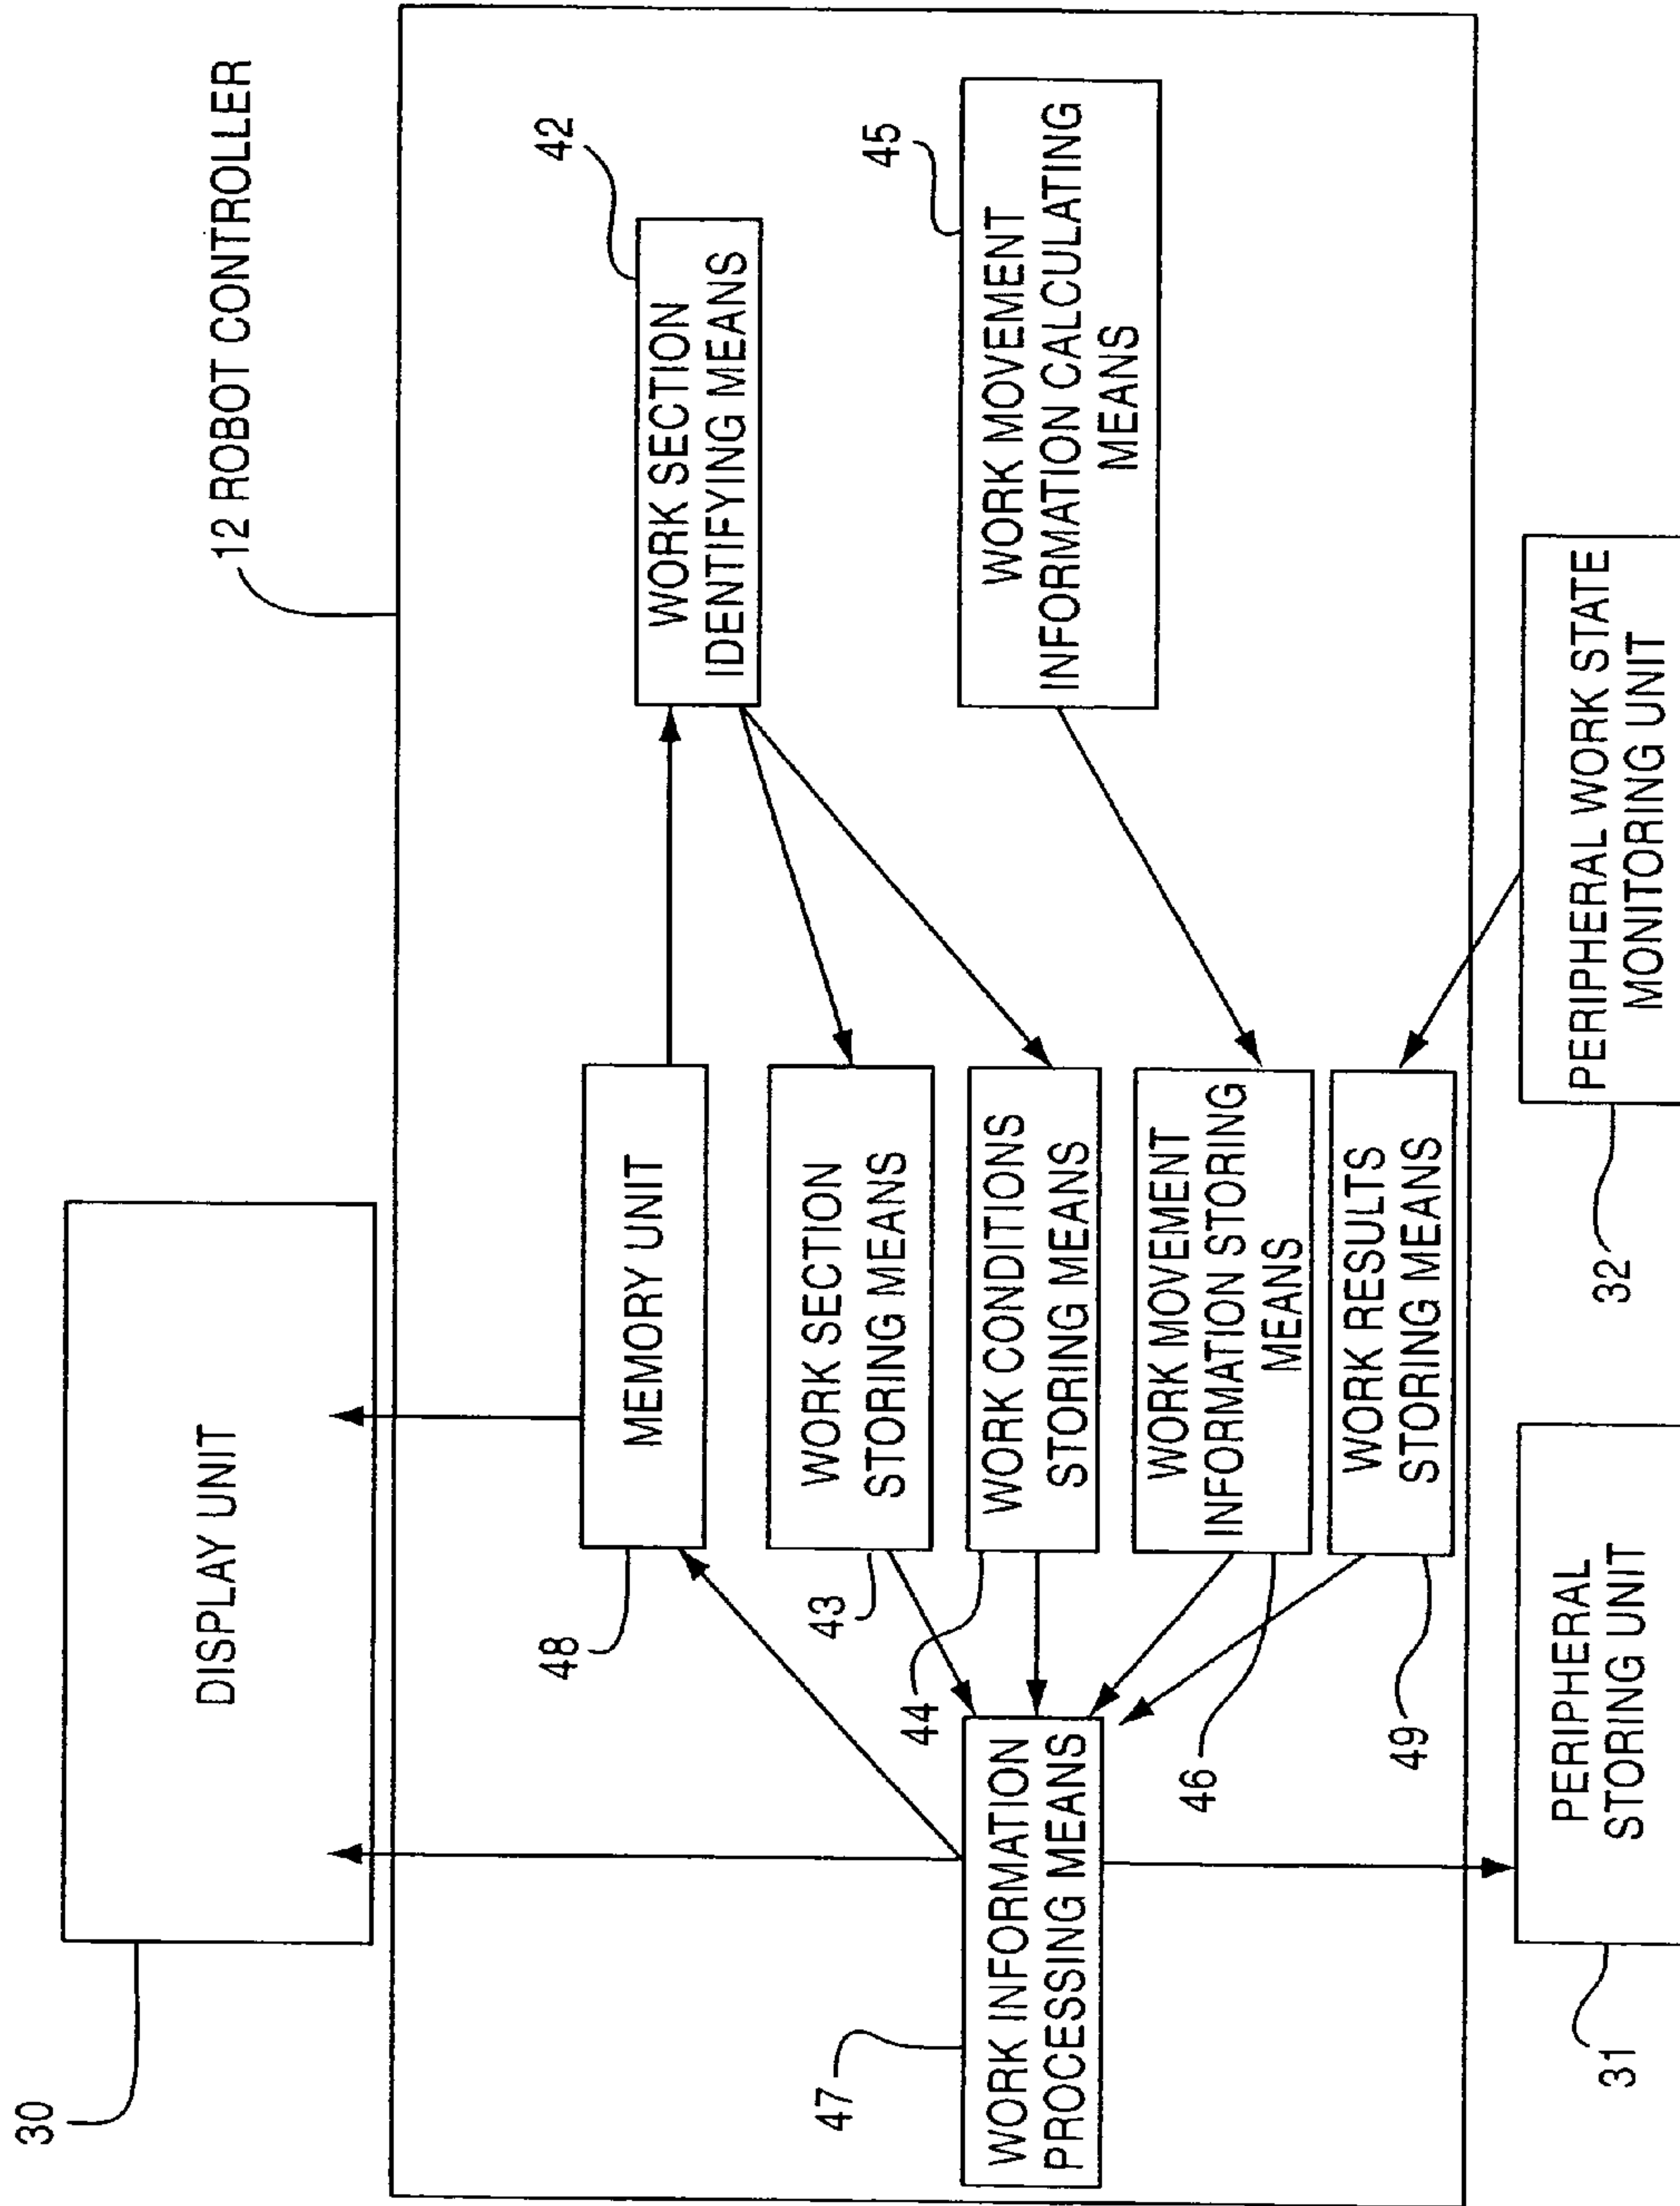 30
DISPLAY UNIT
12 ROBOT CONTROLLER
48
MEMORY UNIT
42
WORK SECTION
IDENTIFYING MEANS
43
WORK SECTION
STORING MEANS
47
WORK INFORMATION
PROCESSING MEANS
44
WORK CONDITIONS
STORING MEANS
45
WORK MOVEMENT
INFORMATION CALCULATING
MEANS
46
WORK MOVEMENT
INFORMATION STORING
MEANS
49
WORK RESULTS
STORING MEANS
31
PERIPHERAL
STORING UNIT
32
PERIPHERAL WORK STATE
MONITORING UNIT